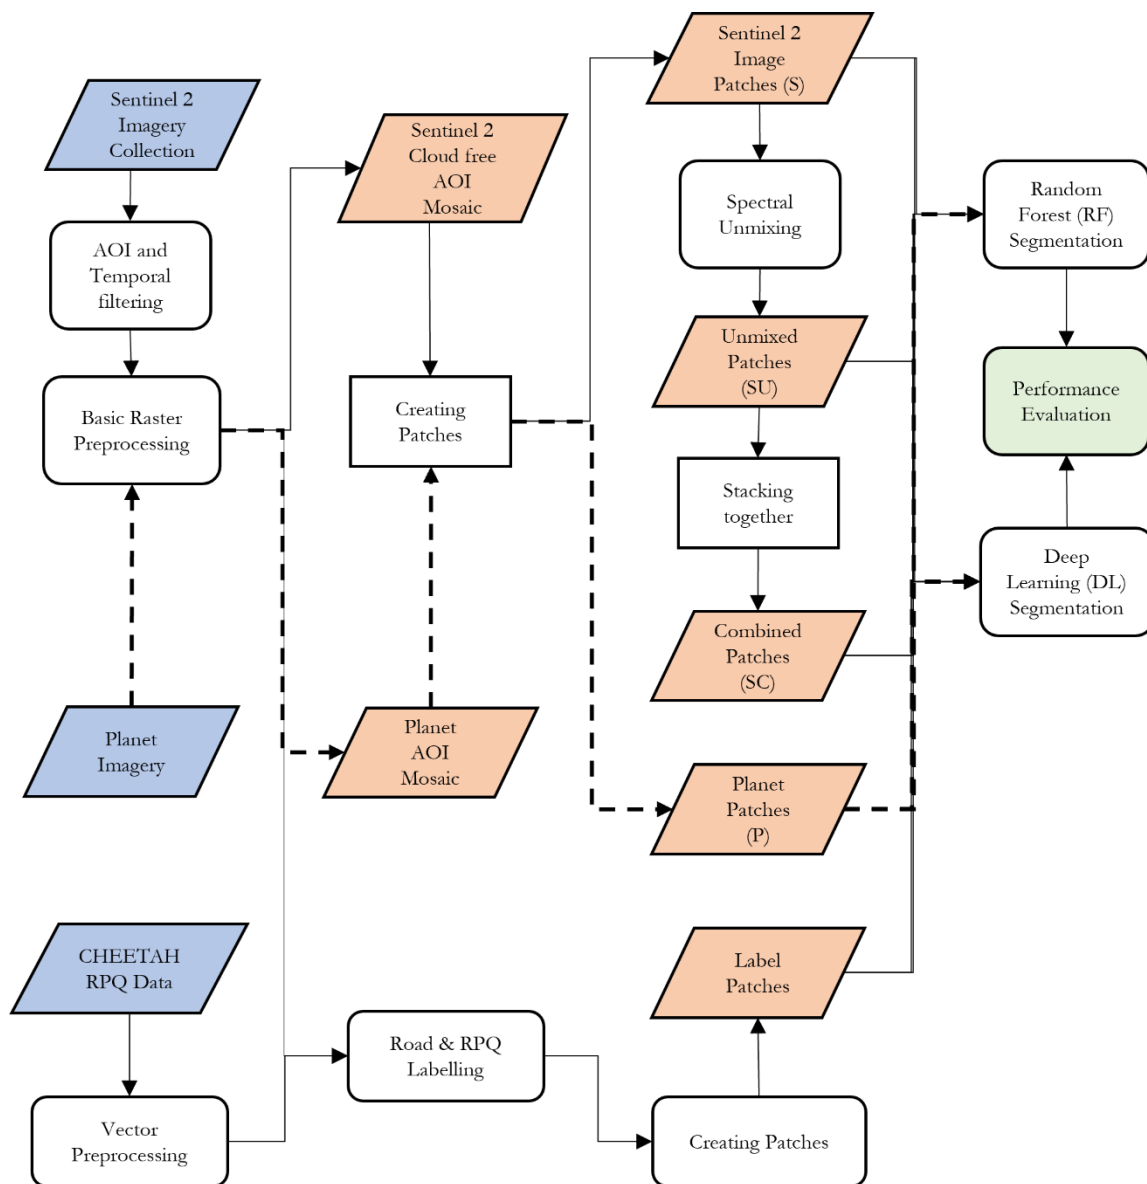 Sentinel 2
Imagery
Collection
AOI and
Temporal
filtering
Basic Raster
Preprocessing
Planet
Imagery
CHEETAH
RPQ Data
Vector
Preprocessing
Sentinel 2
Cloud free
AOI
Mosaic
Creating
Patches
Planet
AOI
Mosaic
Road & RPQ
Labelling
Sentinel 2
Image
Patches (S)
Spectral
Unmixing
Unmixed
Patches
(SU)
Stacking
together
Combined
Patches
(SC)
Planet
Patches
(P)
Label
Patches
Creating Patches
Random
Forest (RF)
Segmentation
Performance
Evaluation
Deep
Learning (DL)
Segmentation